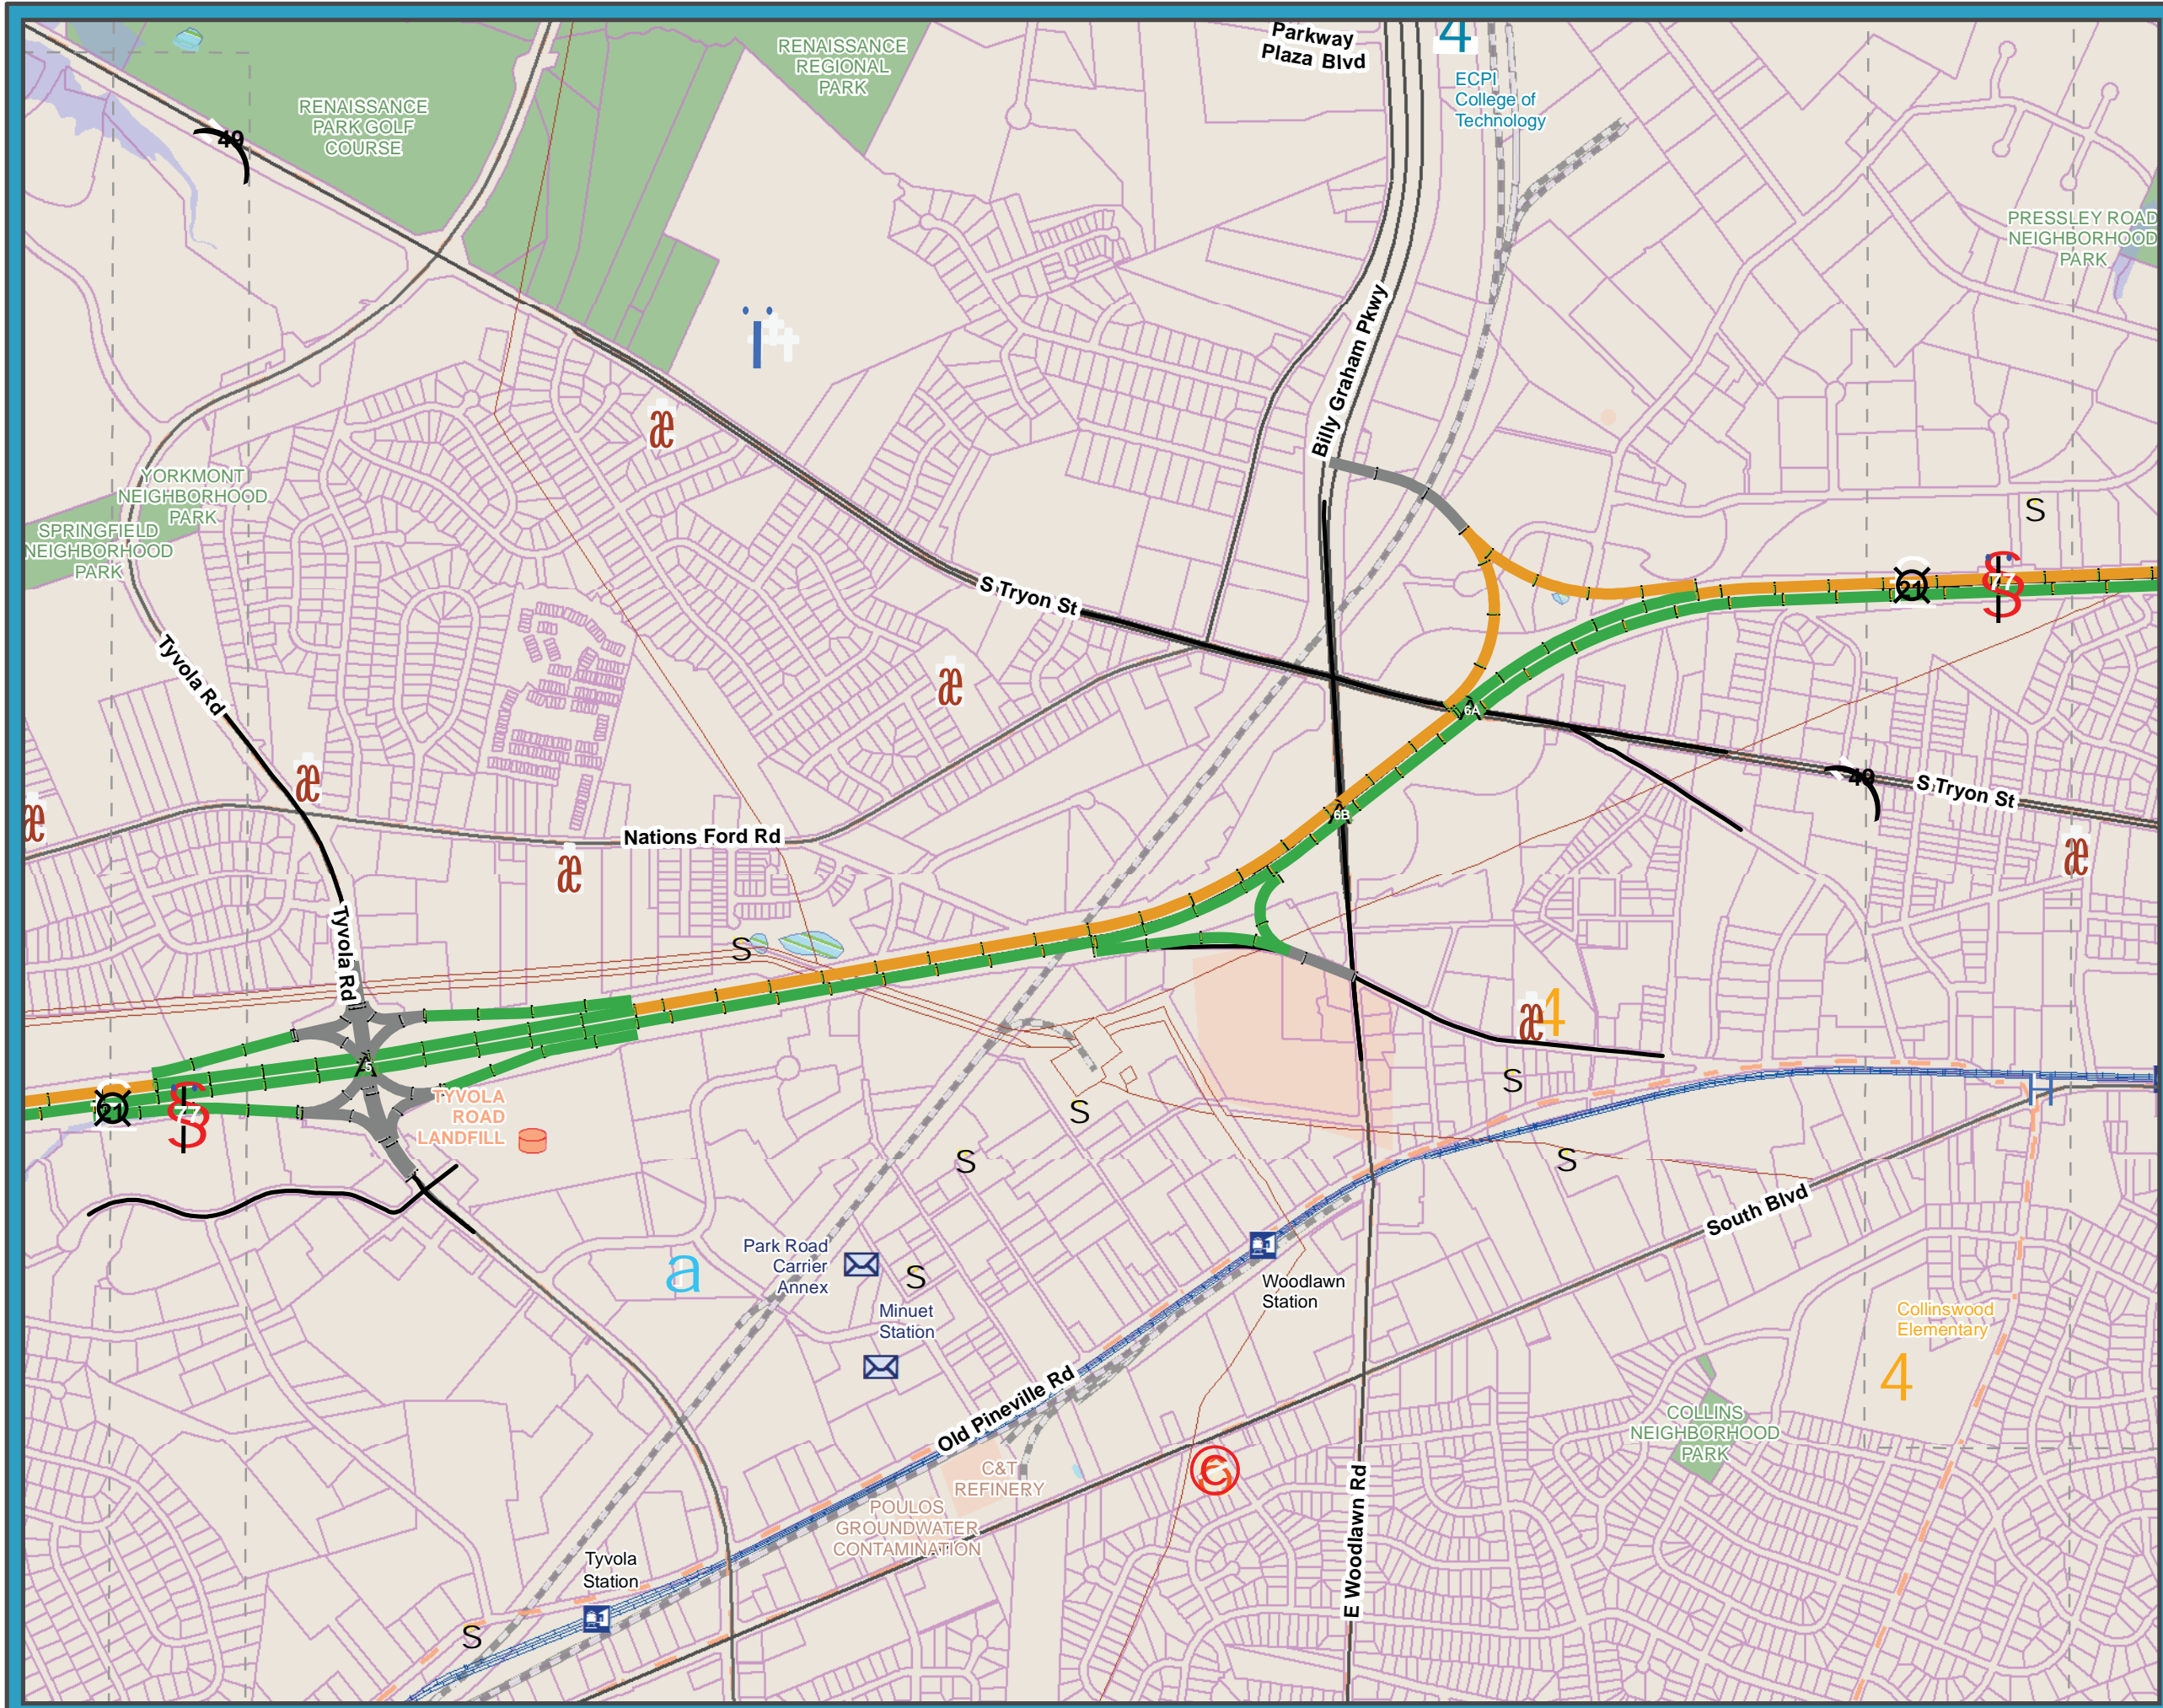 Parkway
Plaza Blvd
4
ECPI
College of
Technology
RENAISSANCE
REGIONAL
PARK
RENAISSANCE
PARK GOLF
COURSE
49
PRESSLEY ROAD
NEIGHBORHOOD
PARK
Billy Graham Pkwy
æ
YORKMONT
NEIGHBORHOOD
PARK
SPRINGFIELD
NEIGHBORHOOD
PARK
S
S Tryon St
21
77
Tyvola Rd
æ
6A
æ
49
S Tryon St
æ
6B
Nations Ford Rd
æ
æ
Tyvola Rd
S
æ
4
5
21
77
TYVOLA
ROAD
LANDFILL
S
S
S
S
South Blvd
Park Road
Carrier
Annex
a
S
Minuet
Station
Woodlawn
Station
Collinswood
Elementary
4
Old Pineville Rd
COLLINS
NEIGHBORHOOD
PARK
C&T
REFINERY
POULOS
GROUNDWATER
CONTAMINATION
E Woodlawn Rd
Tyvola
Station
S